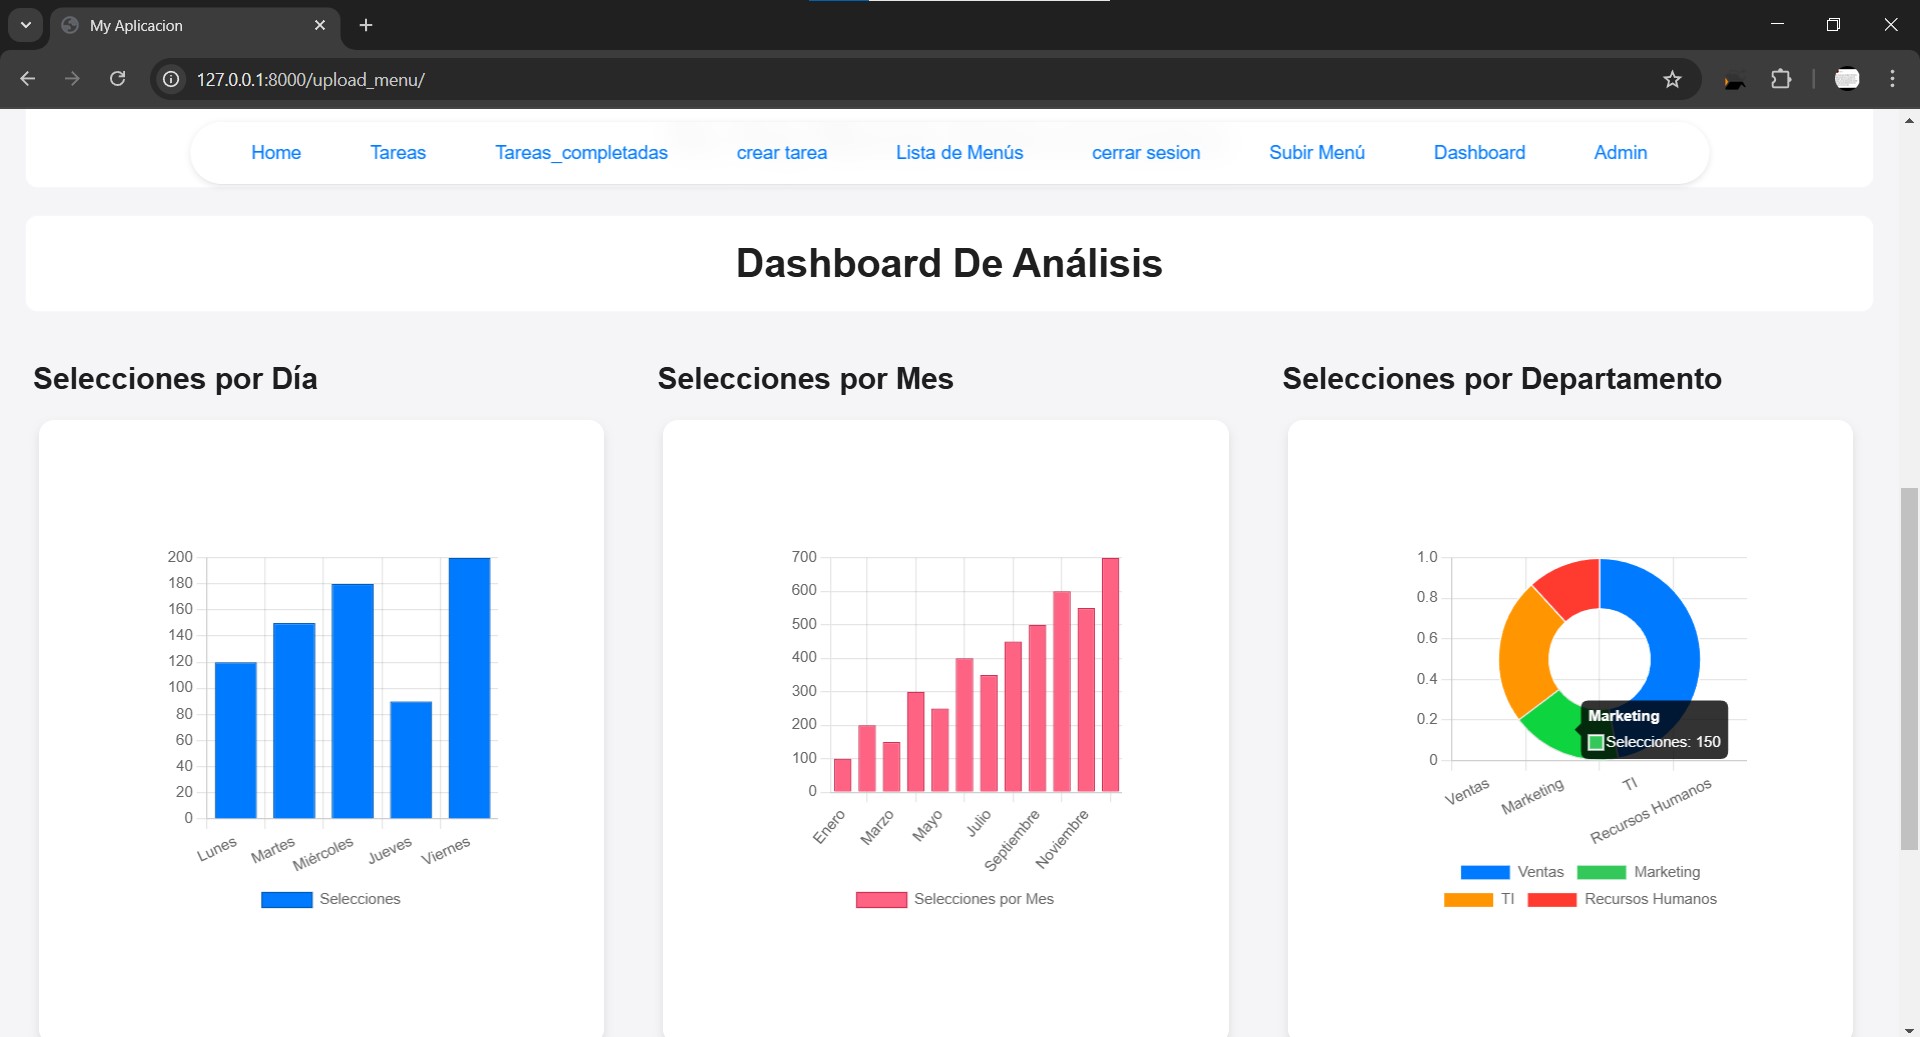 My Aplicacion
127.0.0.1:8000/upload_menu/
Home Tareas Tareas_completadas crear tarea Lista de Menús cerrar sesion Subir Menú Dashboard Admin
Dashboard De Análisis
Selecciones por Día
200
180
160
140
120
100
80
60
40
20
0
Lunes Martes Miércoles Jueves Viernes
Selecciones
Selecciones por Mes
700
600
500
400
300
200
100
0
Enero Marzo Mayo Julio Septiembre Noviembre
Selecciones por Mes
Selecciones por Departamento
1.0
0.8
0.6
0.4
0.2
0
Marketing
Selecciones: 150
Ventas Marketing TI Recursos Humanos
Ventas Marketing
TI Recursos Humanos